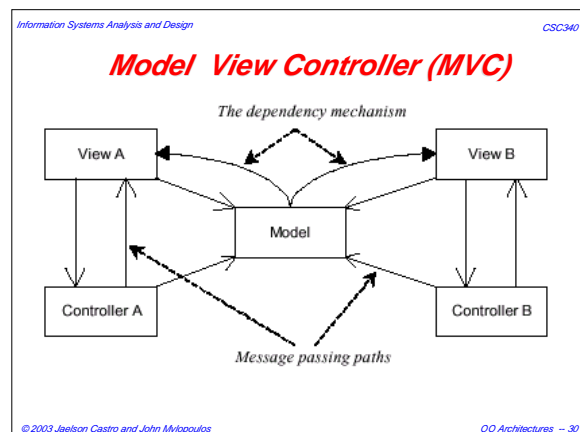 Information Systems Analysis and Design
CSC340
Model View Controller (MVC)
The dependency mechanism
View A
View B
Model
Controller A
Controller B
Message passing paths
© 2003 Jaelson Castro and John Mylopoulos
OO Architectures -- 30